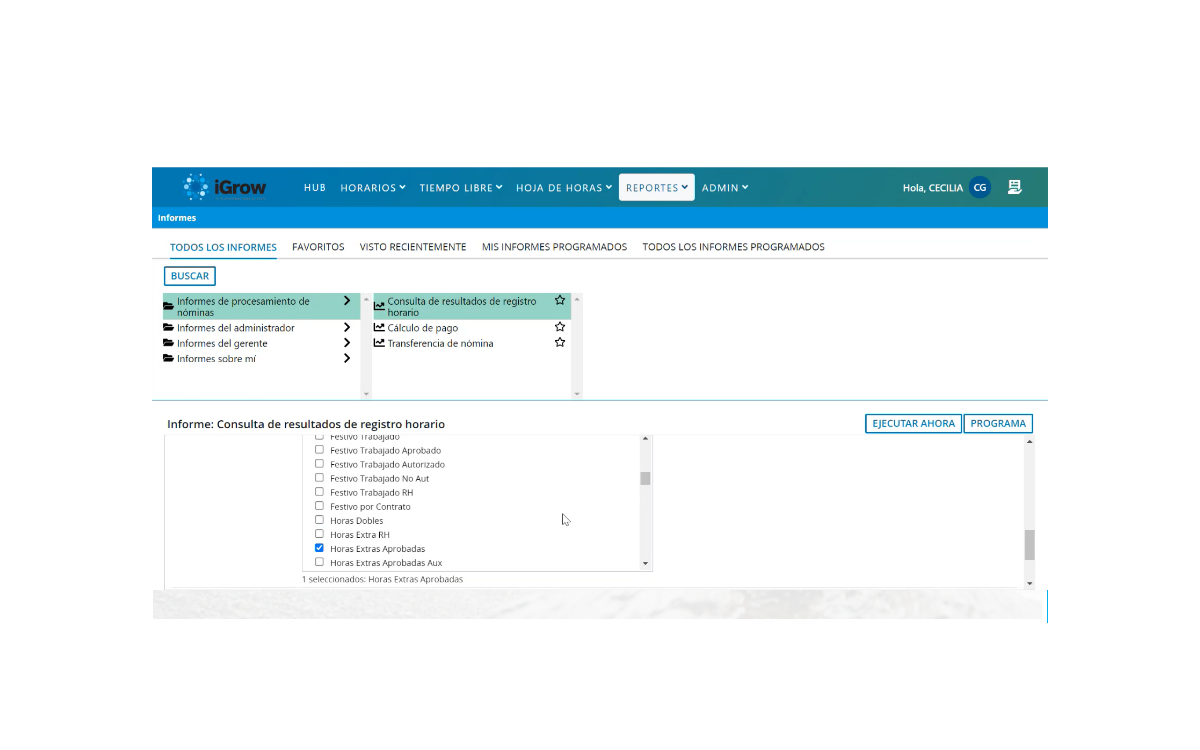 iGrow
HUB HORARIOS TIEMPO LIBRE HOJA DE HORAS REPORTES ADMIN
Hola, CECILIA CG
Informes
TODOS LOS INFORMES FAVORITOS VISTO RECIENTEMENTE MIS INFORMES PROGRAMADOS TODOS LOS INFORMES PROGRAMADOS
BUSCAR
Informes de procesamiento de
nóminas
Informes del administrador
Informes del gerente
Informes sobre mí
Consulta de resultados de registro
horario
Cálculo de pago
Transferencia de nómina
Informe: Consulta de resultados de registro horario
EJECUTAR AHORA PROGRAMA
Festivo Trabajado
Festivo Trabajado Aprobado
Festivo Trabajado Autorizado
Festivo Trabajado No Aut
Festivo Trabajado RH
Festivo por Contrato
Horas Dobles
Horas Extra RH
Horas Extras Aprobadas
Horas Extras Aprobadas Aux
1 seleccionados: Horas Extras Aprobadas